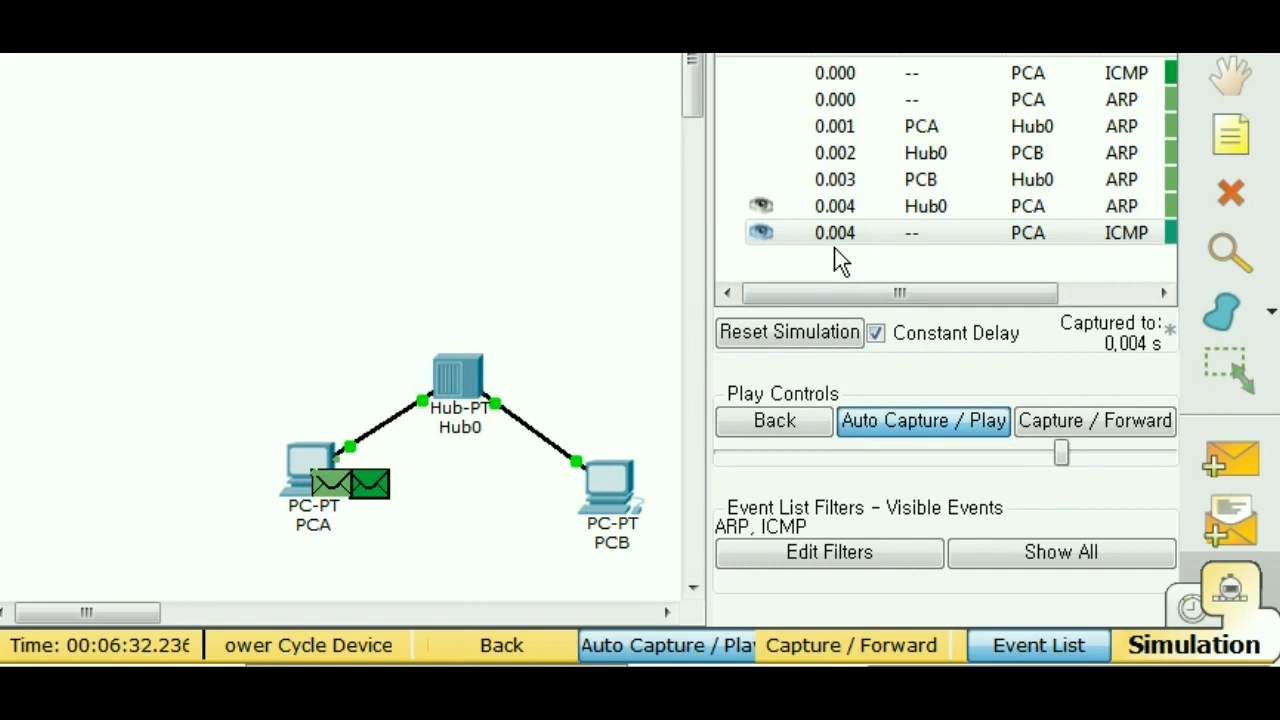 0.000 -- PCA ICMP
0.000 -- PCA ARP
0.001 PCA Hub0 ARP
0.002 Hub0 PCB ARP
0.003 PCB Hub0 ARP
0.004 Hub0 PCA ARP
0.004 -- PCA ICMP
Reset Simulation Constant Delay Captured to: *
0,004 s
Play Controls
Back Auto Capture / Play Capture / Forward
Event List Filters - Visible Events
ARP, ICMP
Edit Filters Show All
Hub-PT
Hub0
PC-PT
PCA
PC-PT
PCB
Time: 00:06:32.236 ower Cycle Device Back Auto Capture / Play Capture / Forward Event List Simulation